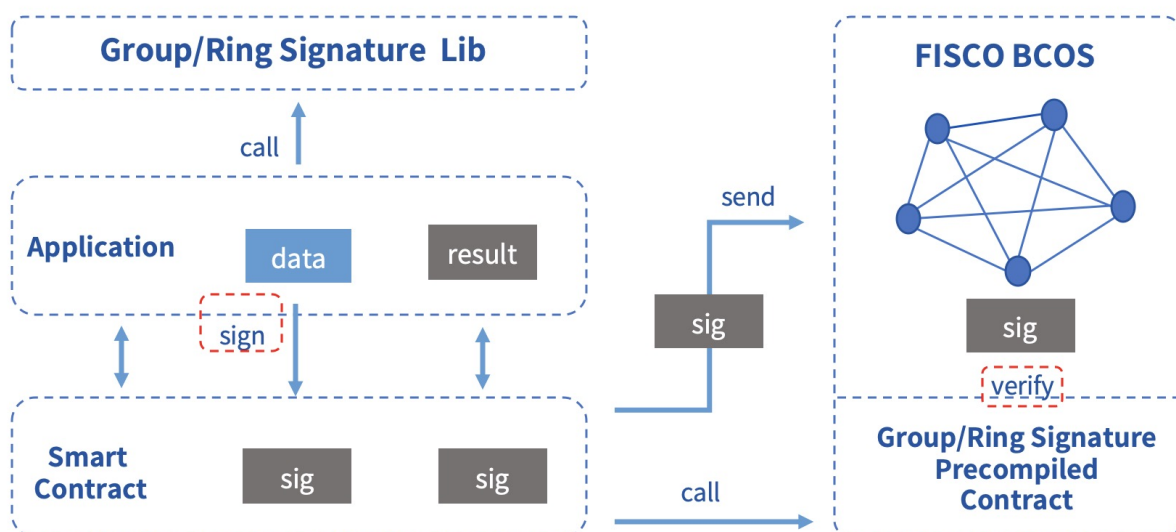 Group/Ring Signature Lib
call
Application
data
result
sign
Smart
Contract
sig
sig
send
sig
call
FISCO BCOS
sig
verify
Group/Ring Signature
Precompiled
Contract